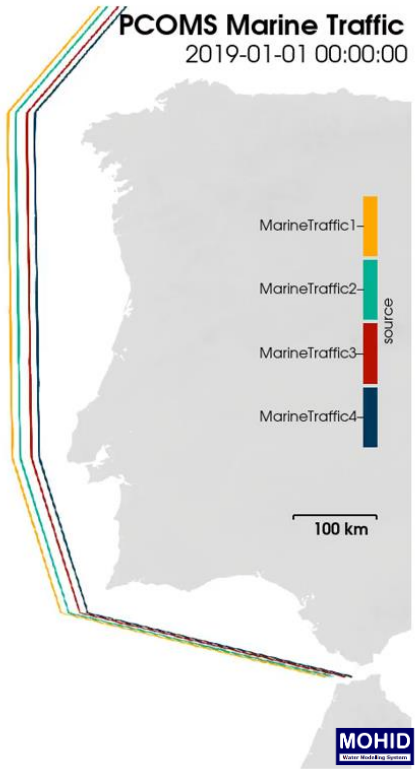 PCOMS Marine Traffic
2019-01-01 00:00:00
MarineTraffic1
MarineTraffic2
MarineTraffic3
MarineTraffic4
source
100 km
MOHID
Water Modelling System